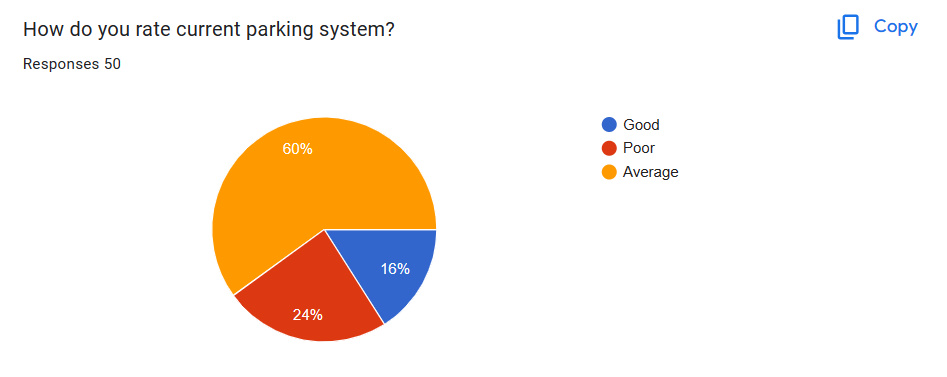 How do you rate current parking system?
Copy
Responses 50
60%
16%
24%
Good
Poor
Average